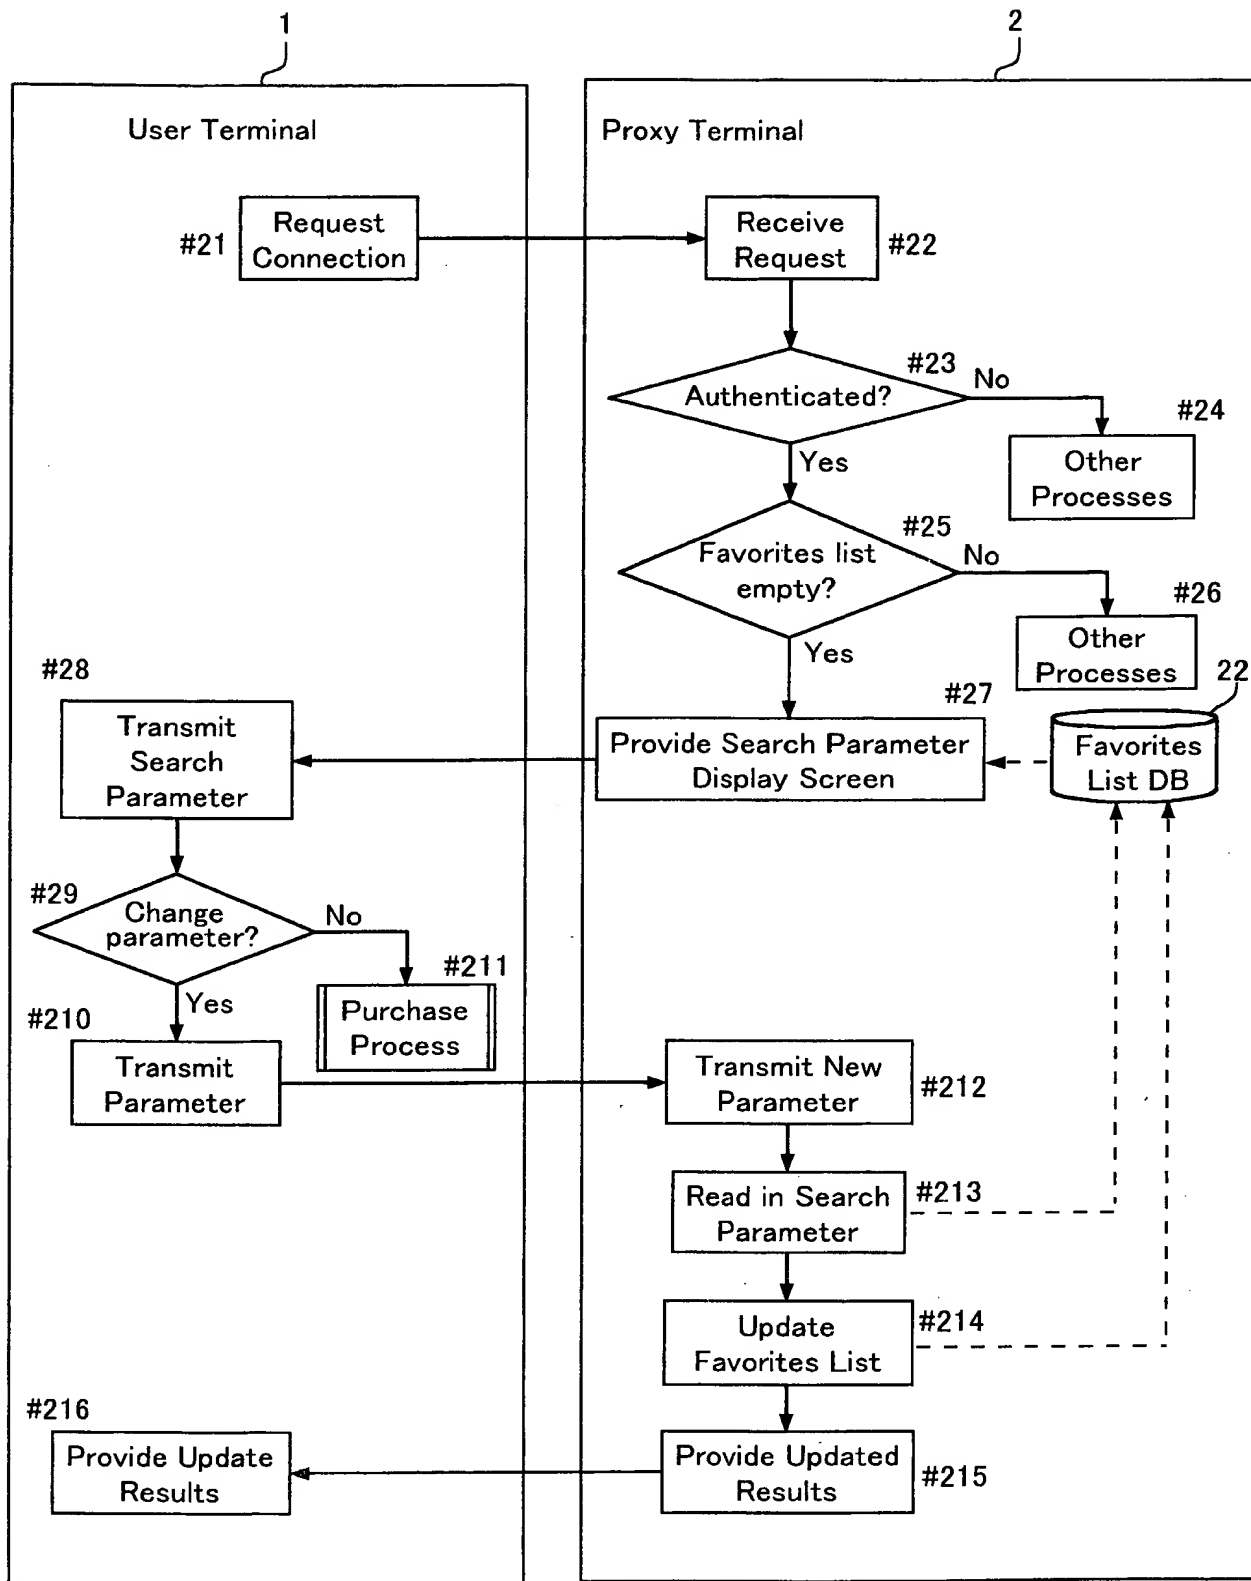 1
2
User Terminal
Proxy Terminal
#21
Request
Connection
Receive
Request
#22
#23
Authenticated?
No
Yes
#24
Other
Processes
#25
Favorites list
empty?
No
Yes
#26
Other
Processes
22
#27
Provide Search Parameter
Display Screen
Favorites
List DB
#28
Transmit
Search
Parameter
#29
Change
parameter?
No
Yes
#211
Purchase
Process
#210
Transmit
Parameter
Transmit New
Parameter
#212
Read in Search
Parameter
#213
Update
Favorites List
#214
Provide Updated
Results
#215
#216
Provide Update
Results